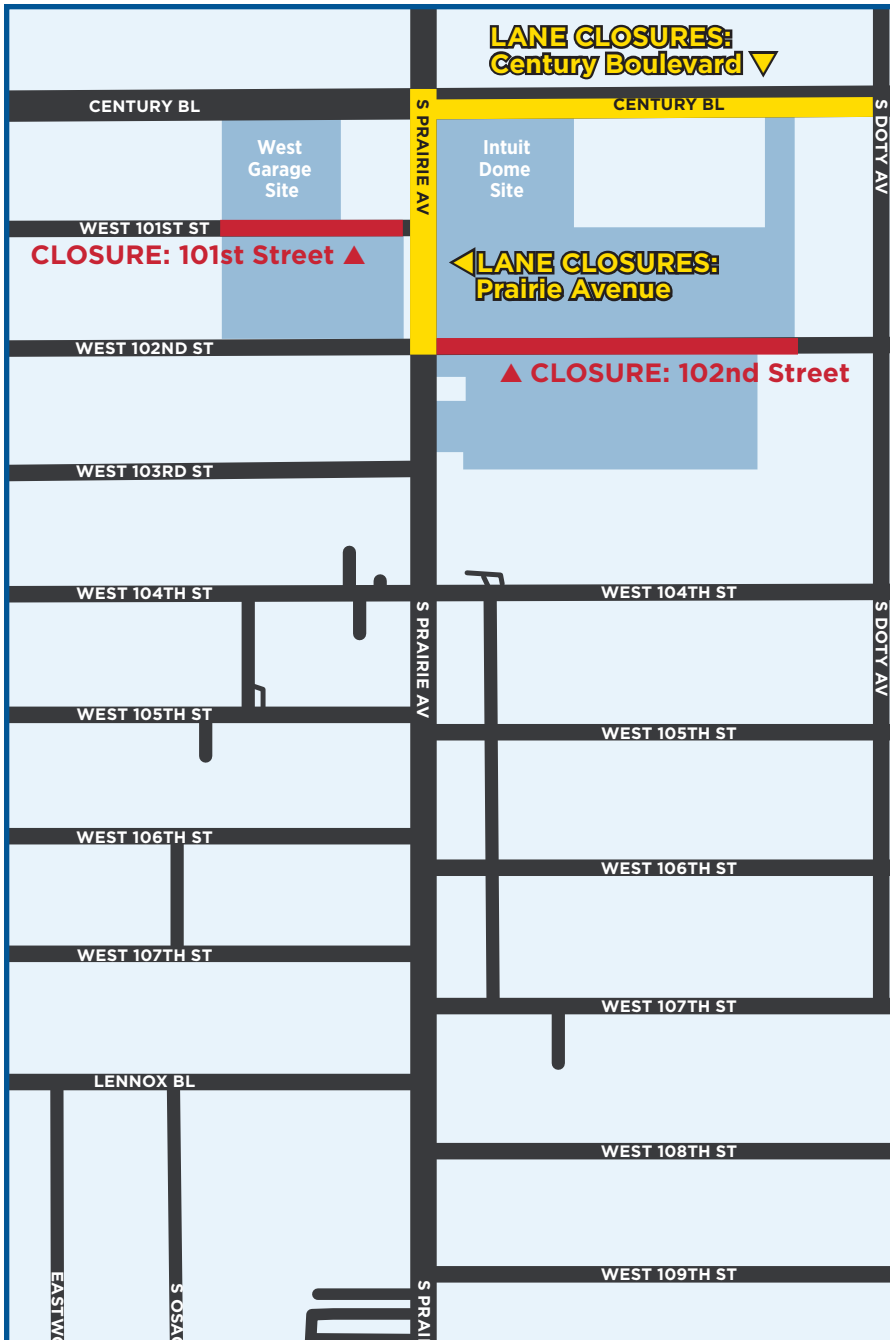 LANE CLOSURES:
Century Boulevard ▼
CENTURY BL
CENTURY BL
S PRAIRIE AV
S DOTY AV
West
Garage
Site
Intuit
Dome
Site
WEST 101ST ST
CLOSURE: 101st Street ▲
◀LANE CLOSURES:
Prairie Avenue
WEST 102ND ST
▲ CLOSURE: 102nd Street
WEST 103RD ST
WEST 104TH ST
WEST 104TH ST
S PRAIRIE AV
S DOTY AV
WEST 105TH ST
WEST 105TH ST
WEST 106TH ST
WEST 106TH ST
WEST 107TH ST
WEST 107TH ST
LENNOX BL
WEST 108TH ST
WEST 109TH ST
S PRAI
S OSA
EASTW